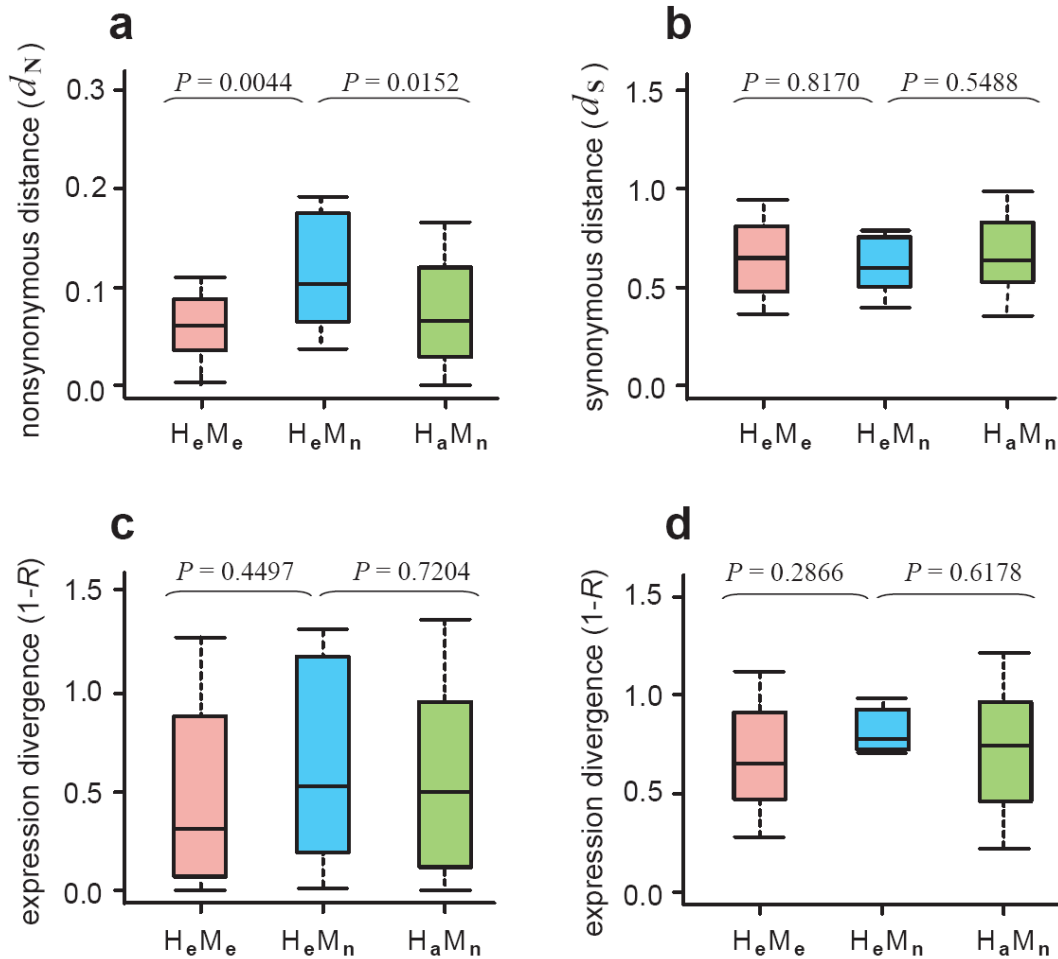 a
nonsynonymous distance (dN)
P = 0.0044
P = 0.0152
0.3
0.2
0.1
0.0
HeMe
HeMn
HaMn
b
synonymous distance (dS)
P = 0.8170
P = 0.5488
1.5
1.0
0.5
0.0
HeMe
HeMn
HaMn
c
expression divergence (1-R)
P = 0.4497
P = 0.7204
1.5
1.0
0.5
0.0
HeMe
HeMn
HaMn
d
expression divergence (1-R)
P = 0.2866
P = 0.6178
1.5
1.0
0.5
0.0
HeMe
HeMn
HaMn